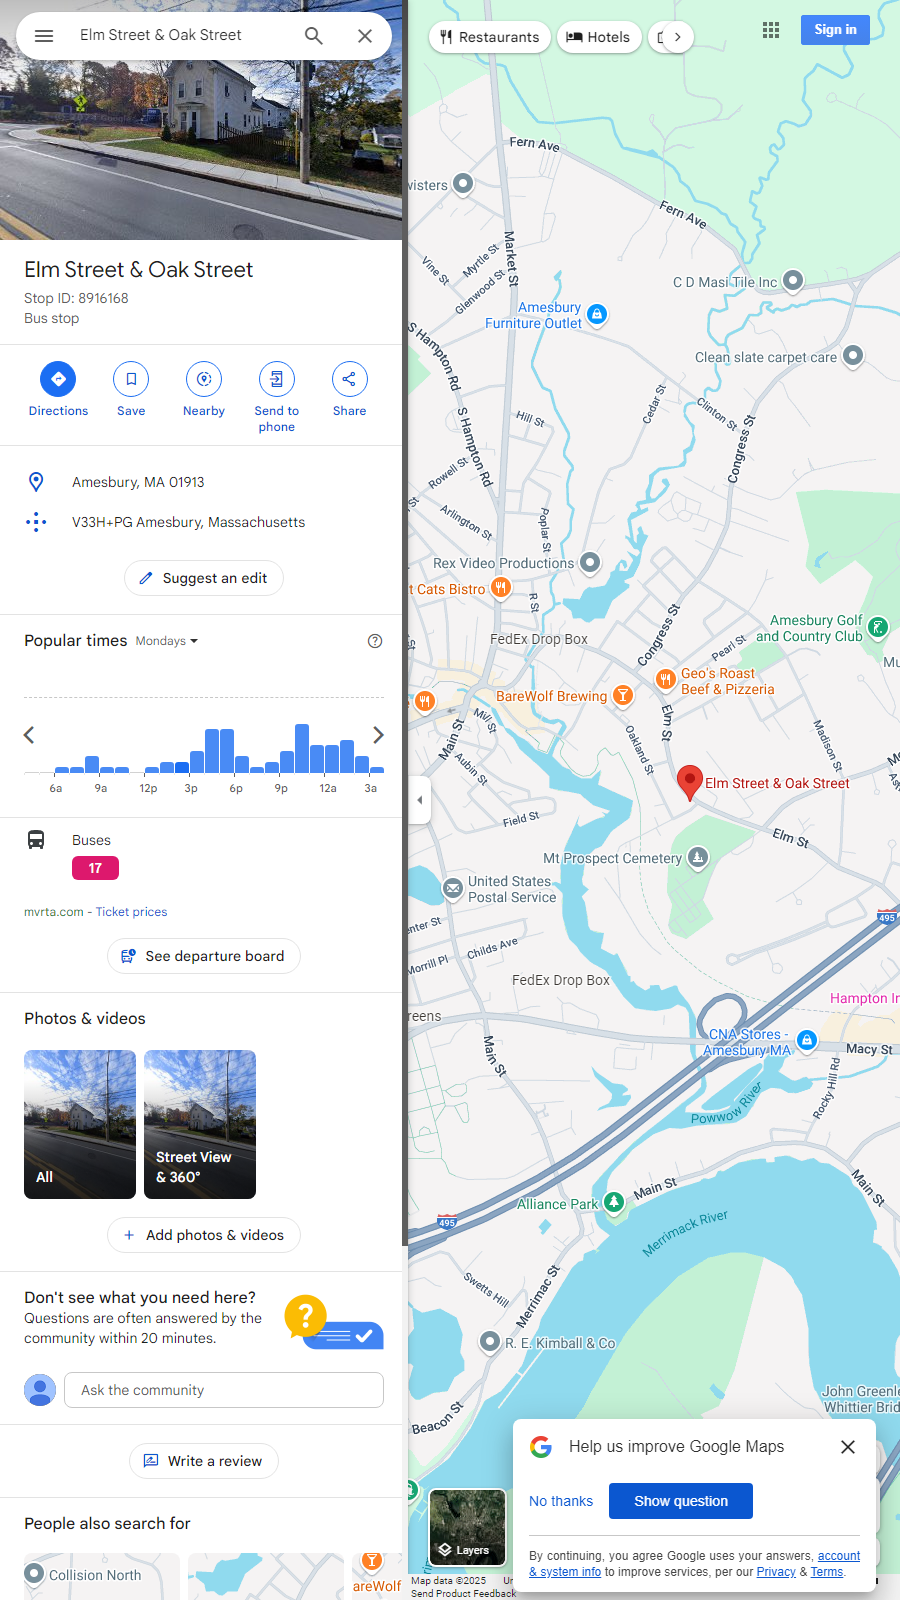 Elm Street & Oak Street
Elm Street & Oak Street
Stop ID: 8916168
Bus stop
Directions
Save
Nearby
Send to
phone
Share
Amesbury, MA 01913
V33H+PG Amesbury, Massachusetts
Suggest an edit
Popular times Mondays
6a 9a 12p 3p 6p 9p 12a 3a
Buses
17
mvrta.com - Ticket prices
See departure board
Photos & videos
All
Street View
& 360°
Add photos & videos
Don't see what you need here?
Questions are often answered by the
community within 20 minutes.
Ask the community
Write a review
People also search for
Collision North
areWolf
Restaurants
Hotels
Sign in
Fern Ave
Fern Ave
wisters
Market St
Myrtle St
Vine St
Glenwood St
C D Masi Tile Inc
Amesbury
Furniture Outlet
S Hampton Rd
Clean slate carpet care
Cedar St
Clinton St
Hill St
S Hampton Rd
Congress St
Rowell St
Arlington St
Poplar St
Rex Video Productions
t Cats Bistro
R St
FedEx Drop Box
Congress St
Amesbury Golf
and Country Club
Pearl St
Mu
Geo's Roast
Beef & Pizzeria
BareWolf Brewing
Elm St
Mill St
Main St
Oakland St
Madison St
Aubin St
Elm Street & Oak Street
Field St
Elm St
Mt Prospect Cemetery
United States
Postal Service
495
enter St
Childs Ave
Morrill Pl
FedEx Drop Box
Hampton In
reens
CNA Stores -
Amesbury MA
Main St
Macy St
Rocky Hill Rd
Powwow River
Main St
Main St
Alliance Park
495
Merrimack River
Swetts Hill
Merrimac St
R. E. Kimball & Co
John Greenle
Whittier Brid
Beacon St
Help us improve Google Maps
No thanks
Show question
By continuing, you agree Google uses your answers, account
& system info to improve services, per our Privacy & Terms.
Layers
Map data ©2025
Send Product Feedback